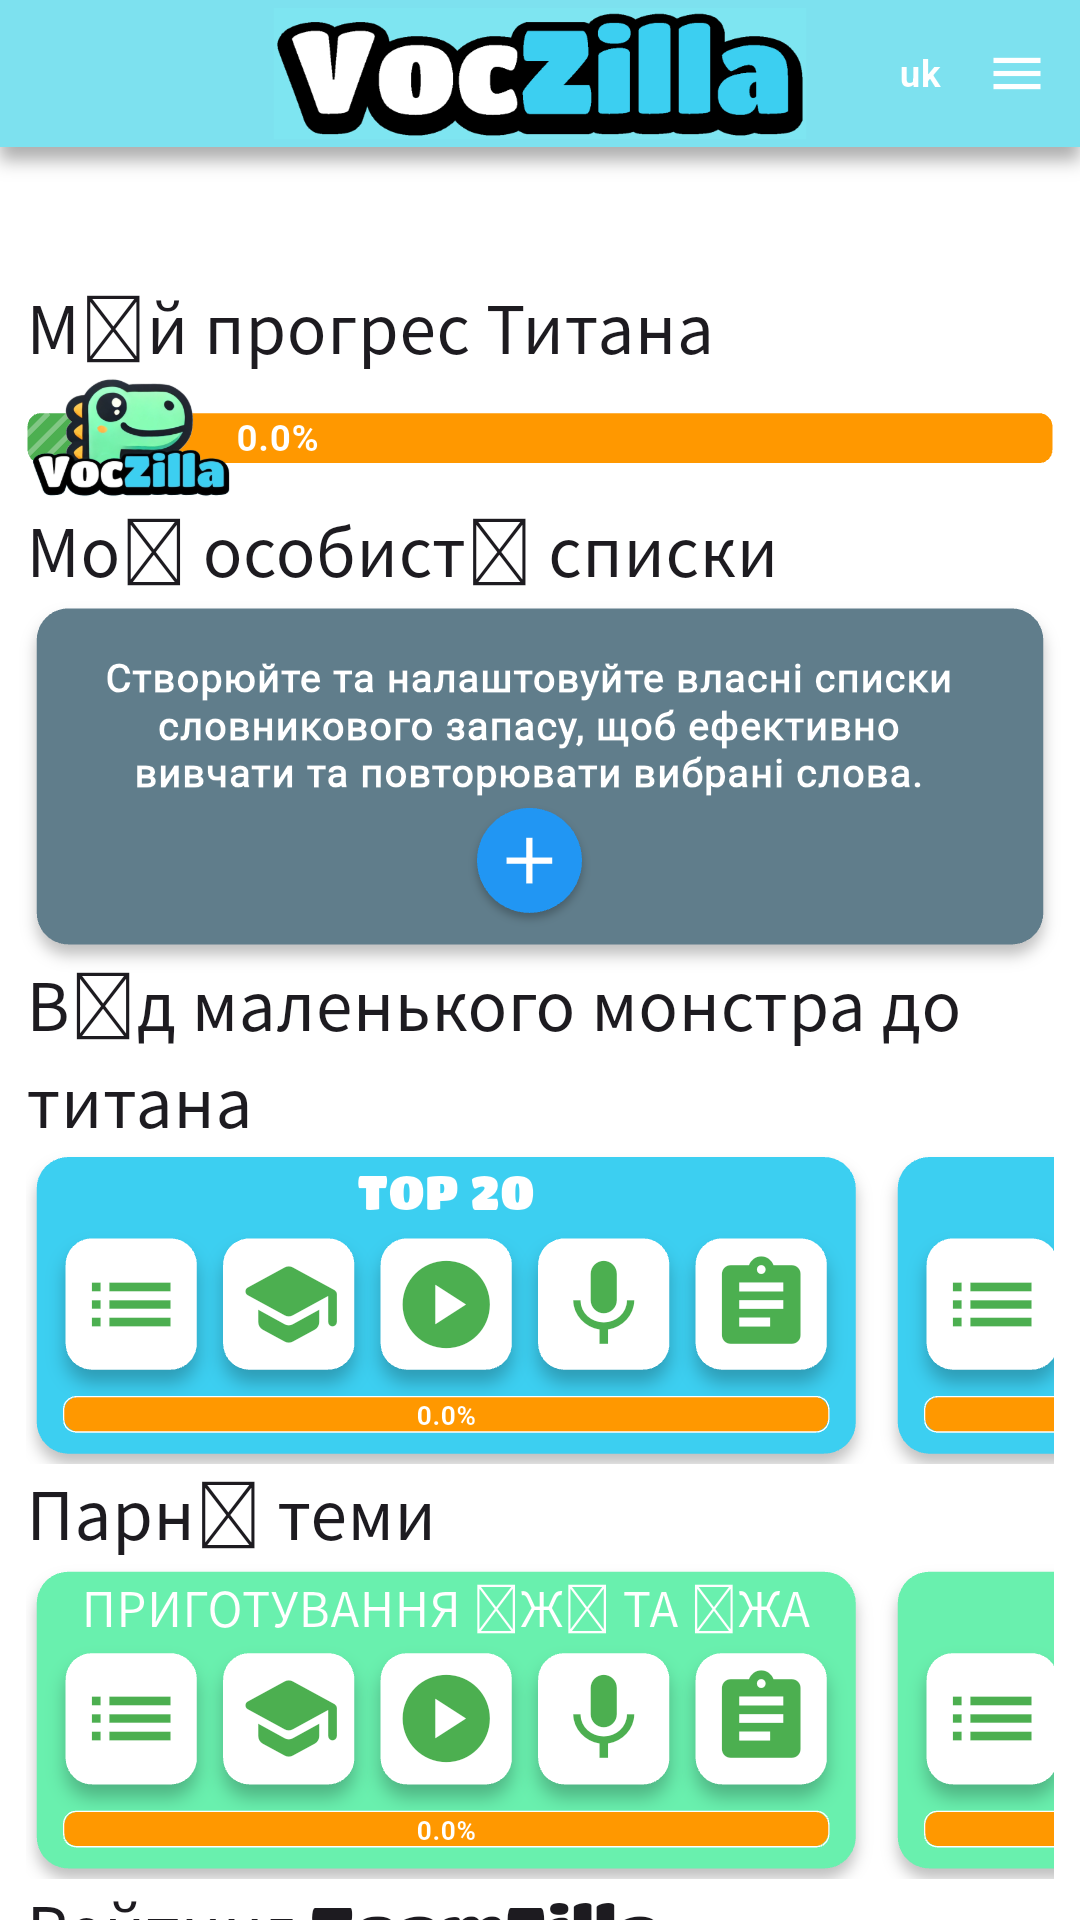 VocZilla
uk
М☒й прогрес Титана
0.0%
VocZilla
Мо☒ особист☒ списки
Створюйте та налаштовуйте власні списки
словникового запасу, щоб ефективно
вивчати та повторювати вибрані слова.
В☒д маленького монстра до
титана
TOP 20
0.0%
Парн☒ теми
ПРИГОТУВАННЯ ☒Ж☒ ТА ☒ЖА
0.0%
Рейтинг TeamZilla